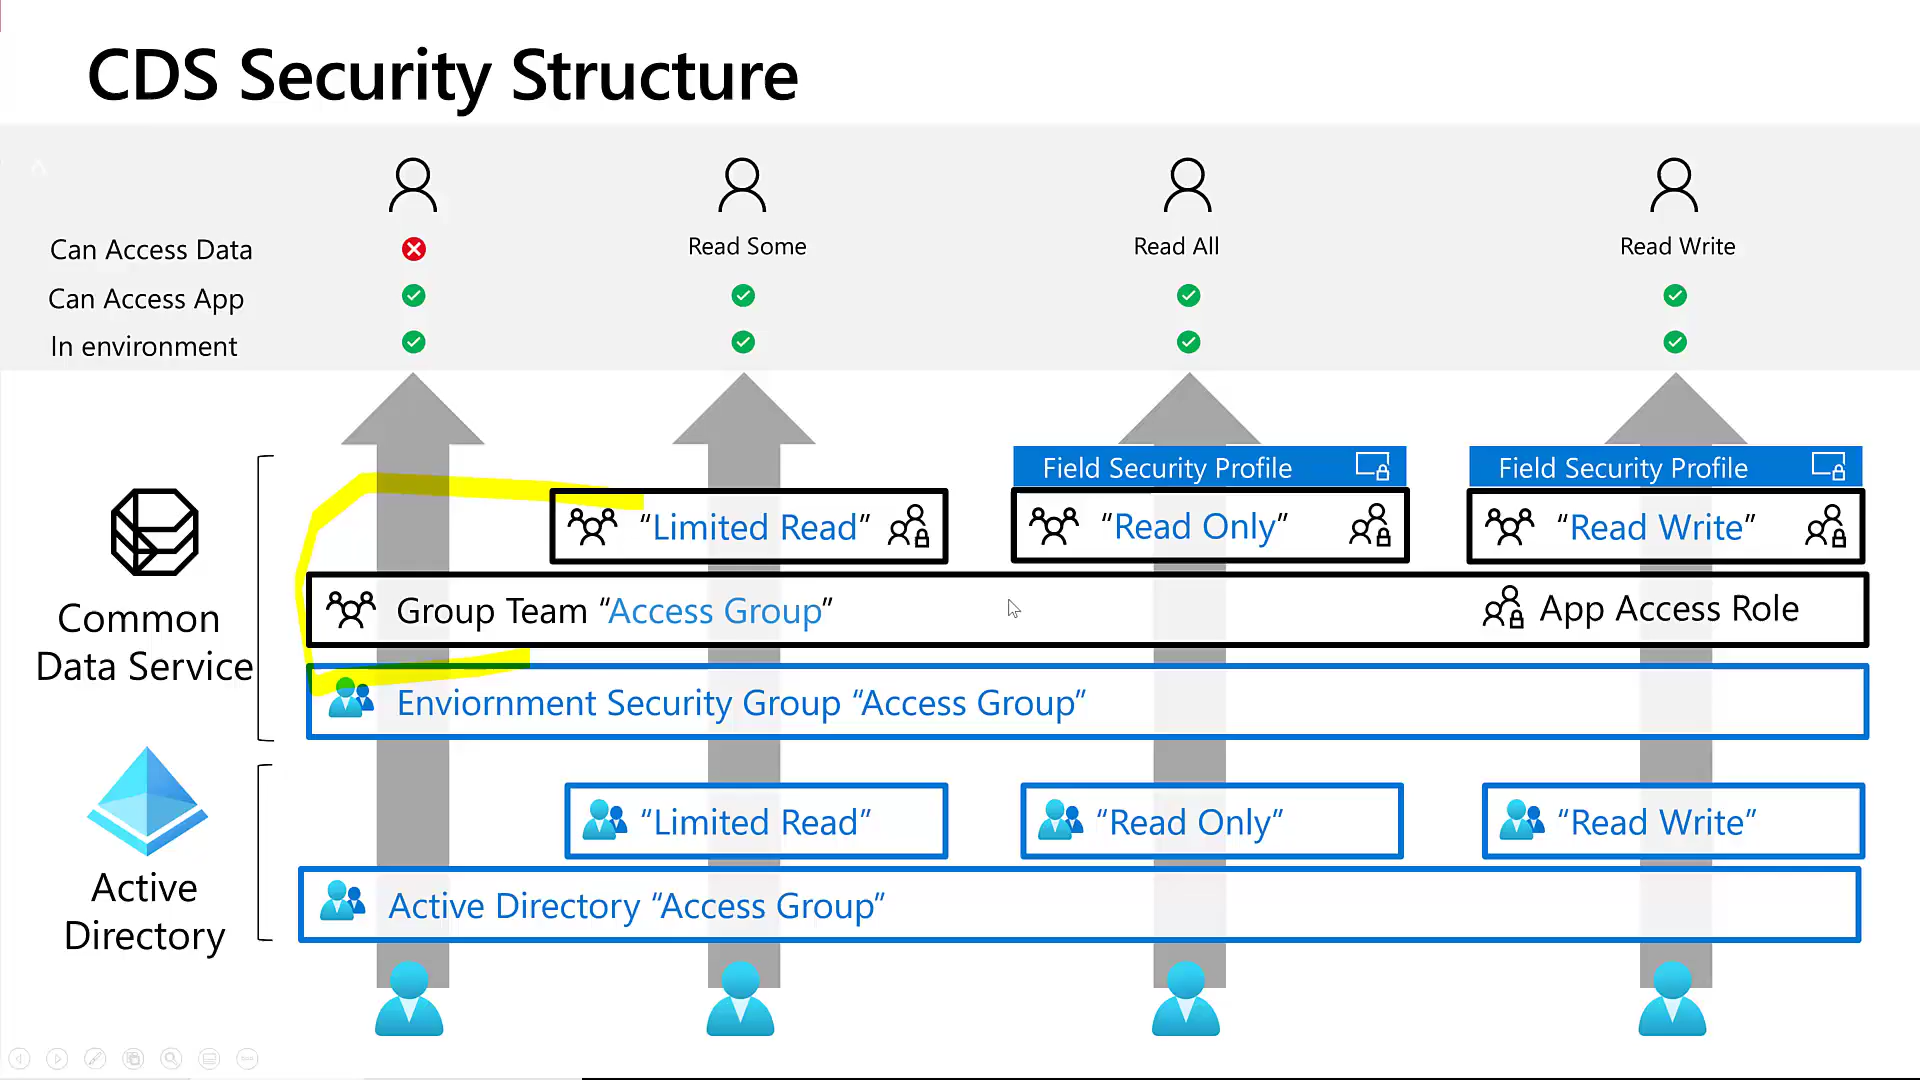 CDS Security Structure
Can Access Data
Read Some
Read All
Read Write
Can Access App
In environment
Field Security Profile
Field Security Profile
“Limited Read”
“Read Only”
“Read Write”
Common
Data Service
Group Team “Access Group”
App Access Role
Enviornment Security Group “Access Group”
“Limited Read”
“Read Only”
“Read Write”
Active
Directory
Active Directory “Access Group”